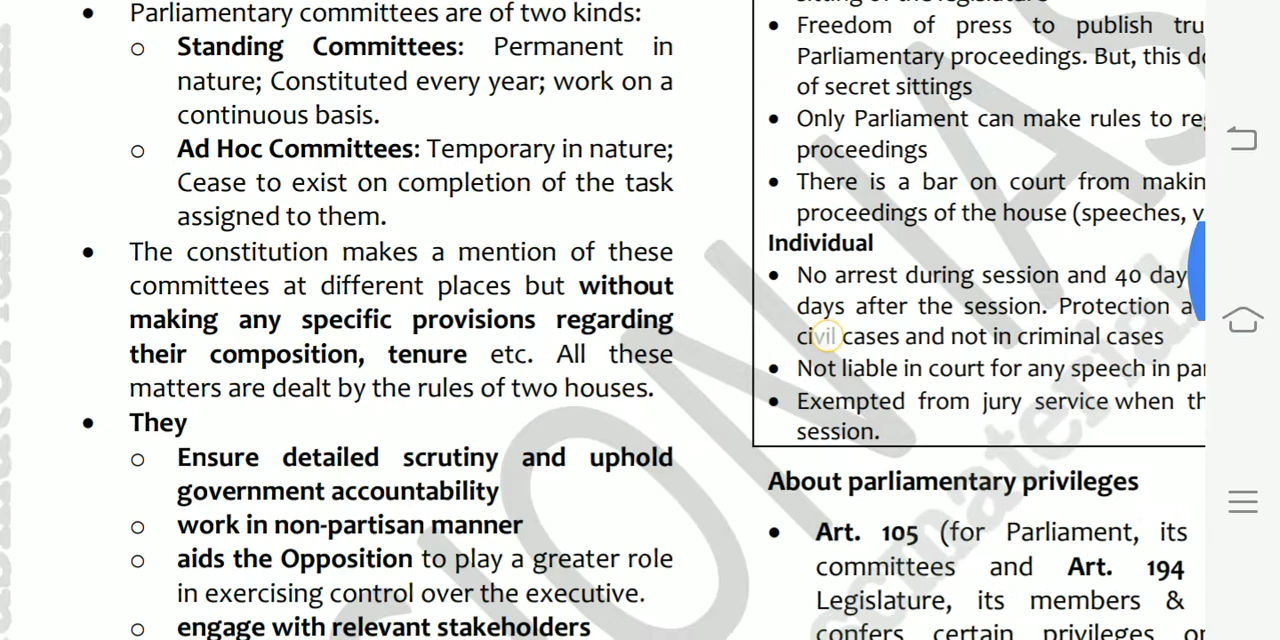 • Parliamentary committees are of two kinds:
o Standing Committees: Permanent in
nature; Constituted every year; work on a
continuous basis.
o Ad Hoc Committees: Temporary in nature;
Cease to exist on completion of the task
assigned to them.
• The constitution makes a mention of these
committees at different places but without
making any specific provisions regarding
their composition, tenure etc. All these
matters are dealt by the rules of two houses.
• They
o Ensure detailed scrutiny and uphold
government accountability
o work in non-partisan manner
o aids the Opposition to play a greater role
in exercising control over the executive.
o engage with relevant stakeholders
sitting of the legislature
• Freedom of press to publish tru
Parliamentary proceedings. But, this
of secret sittings
• Only Parliament can make rules to
proceedings
• There is a bar on court from makin
proceedings of the house (speeches,
Individual
• No arrest during session and 40 day
days after the session. Protection
civil cases and not in criminal cases
• Not liable in court for any speech in
• Exempted from jury service when
session.
About parliamentary privileges
• Art. 105 (for Parliament, its
committees and Art. 194
Legislature, its members &
confers certain privileges or